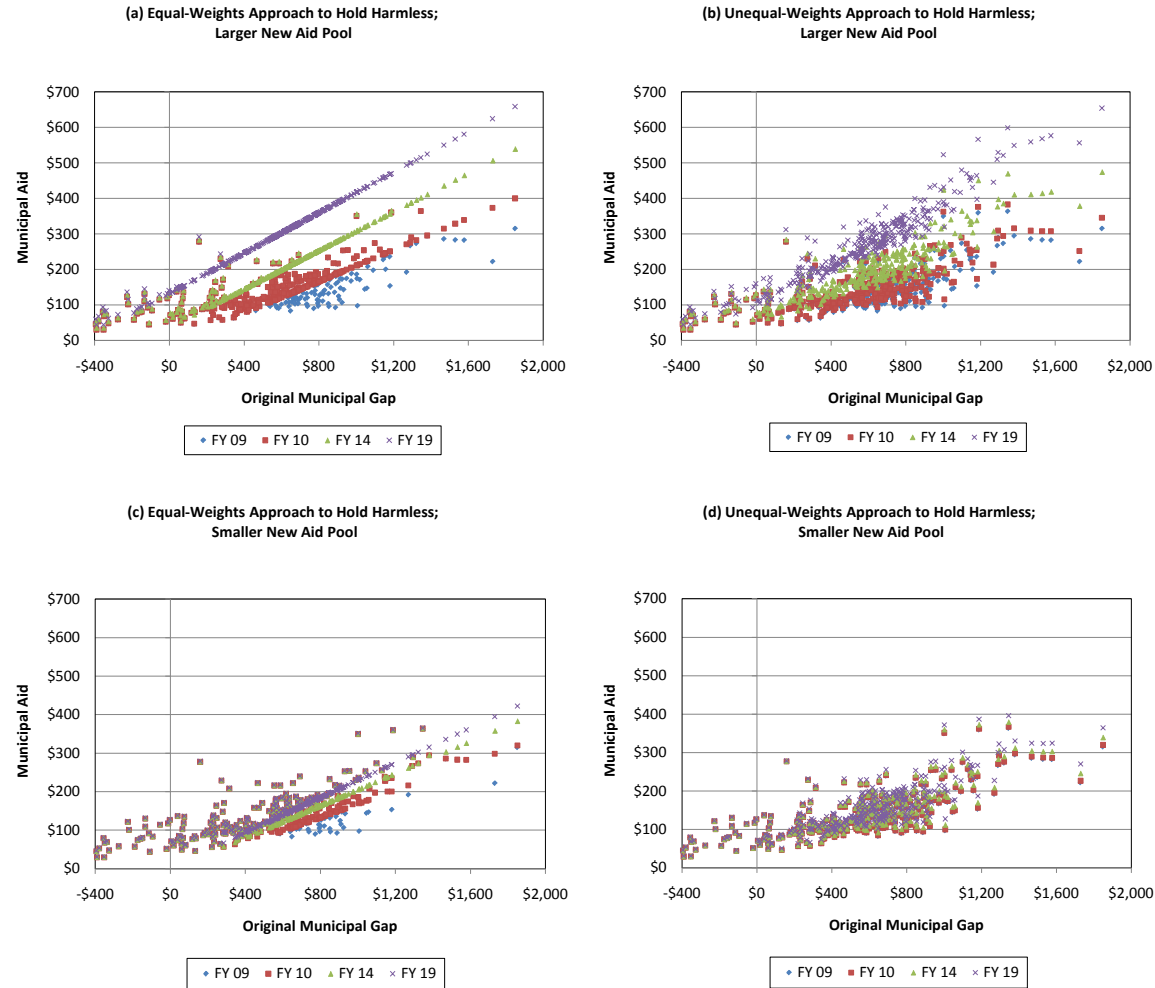 (a) Equal-Weights Approach to Hold Harmless;
Larger New Aid Pool
$700
$600
$500
$400
$300
$200
$100
$0
-$400
$0
$400
$800
$1,200
$1,600
$2,000
Municipal Aid
Original Municipal Gap
FY 09
FY 10
FY 14
FY 19
(b) Unequal-Weights Approach to Hold Harmless;
Larger New Aid Pool
$700
$600
$500
$400
$300
$200
$100
$0
-$400
$0
$400
$800
$1,200
$1,600
$2,000
Municipal Aid
Original Municipal Gap
FY 09
FY 10
FY 14
FY 19
(c) Equal-Weights Approach to Hold Harmless;
Smaller New Aid Pool
$700
$600
$500
$400
$300
$200
$100
$0
-$400
$0
$400
$800
$1,200
$1,600
$2,000
Municipal Aid
Original Municipal Gap
FY 09
FY 10
FY 14
FY 19
(d) Unequal-Weights Approach to Hold Harmless;
Smaller New Aid Pool
$700
$600
$500
$400
$300
$200
$100
$0
-$400
$0
$400
$800
$1,200
$1,600
$2,000
Municipal Aid
Original Municipal Gap
FY 09
FY 10
FY 14
FY 19